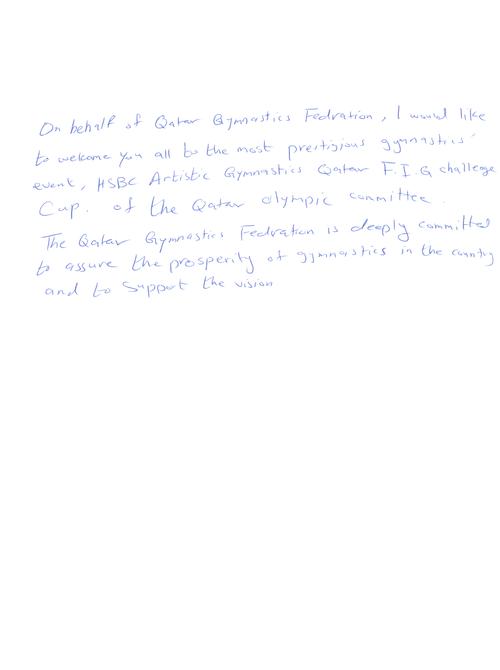 On behalf of Qatar Gymnastics Fedration, I would like
to welcome you all to the most preitigious gymnastics'
event, HSBC Artistic Gymnastics Qatar F.I.G challenge
Cup. of the Qatar olympic committee.
The Qatar Gymnastics Fedration is deeply committed
to assure the prosperity of gymnastics in the country
and to Support the vision